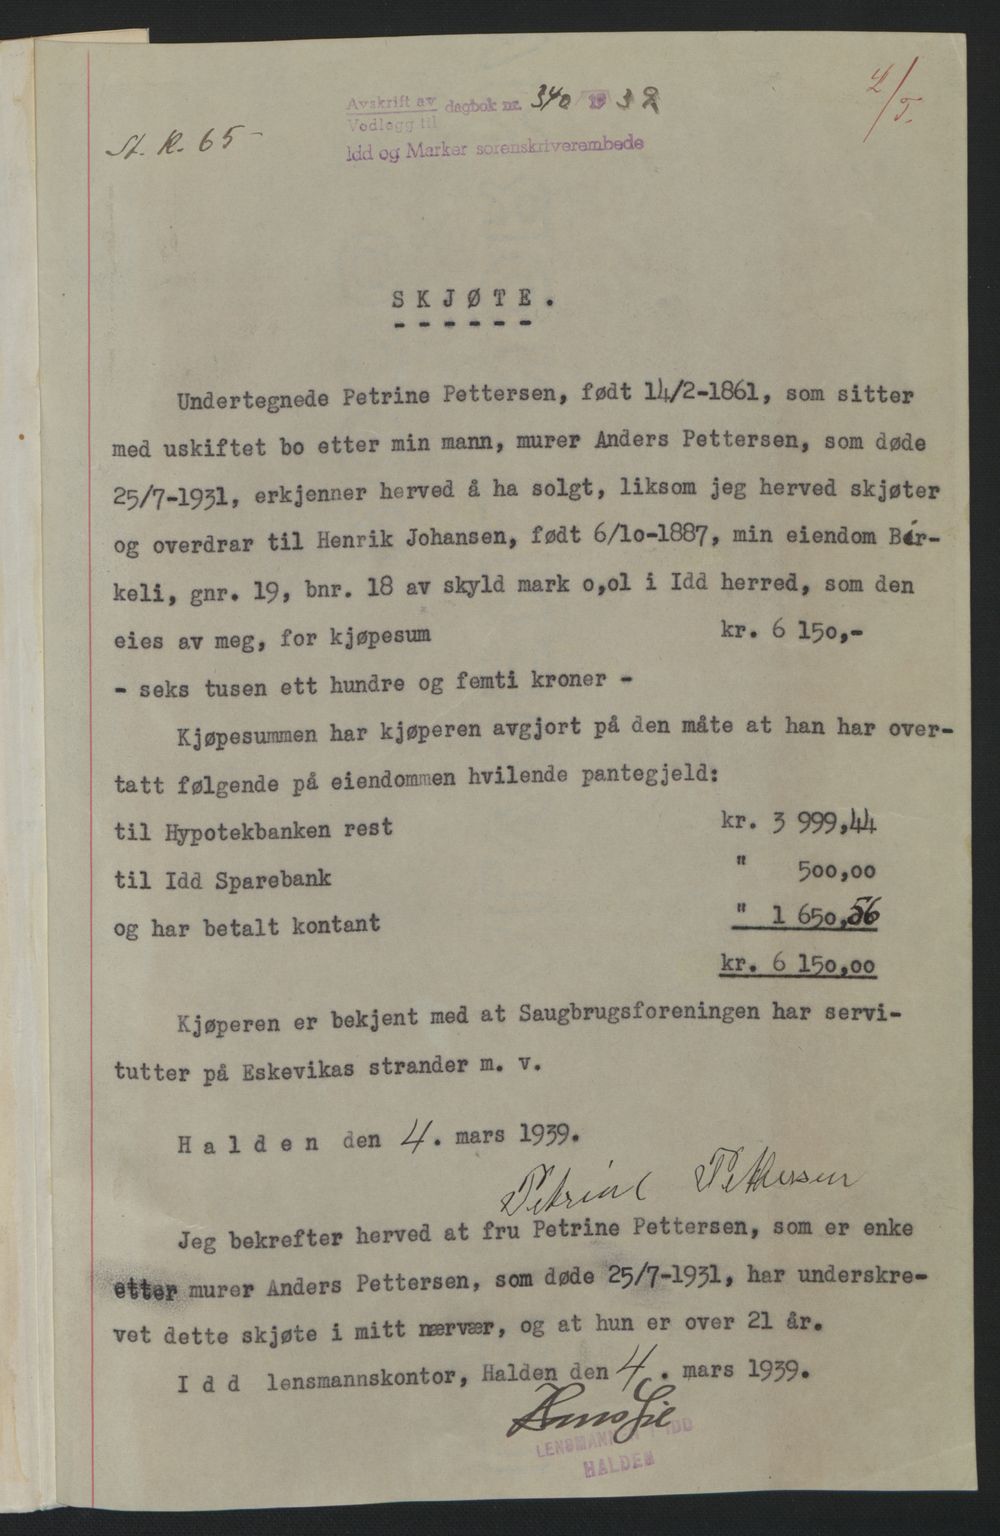 Avskrift av dagbok nr. 340 1939
Vedlegg til
Idd og Marker sorenskriverembede
St. K. 65-
SKJØTE.
------
Undertegnede Petrine Pettersen, født 14/2-1861, som sitter
med uskiftet bo etter min mann, murer Anders Pettersen, som døde
25/7-1931, erkjenner herved å ha solgt, liksom jeg herved skjøter
og overdrar til Henrik Johansen, født 6/10-1887, min eiendom Bår-
keli, gnr. 19, bnr. 18 av skyld mark o,ol i Idd herred, som den
eies av meg, for kjøpesum kr. 6 150,-
- seks tusen ett hundre og femti kroner -
Kjøpesummen har kjøperen avgjort på den måte at han har over-
tatt følgende på eiendommen hvilende pantegjeld:
til Hypotekbanken rest kr. 3 999,44
til Idd Sparebank " 500,00
og har betalt kontant " 1 650,56
kr. 6 150,00
Kjøperen er bekjent med at Saugbrugsforeningen har servi-
tutter på Eskevikas strander m. v.
Halden den 4. mars 1939.
Petrine Pettersen
Jeg bekrefter herved at fru Petrine Pettersen, som er enke
etter murer Anders Pettersen, som døde 25/7-1931, har underskre-
vet dette skjøte i mitt nærvær, og at hun er over 21 år.
Idd lensmannskontor, Halden den 4. mars 1939.
LENSMANNEN I IDD
HALDEN